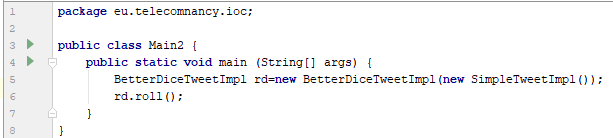 1 package eu.telecomnancy.ioc;
2
3 public class Main2 {
4 public static void main (String[] args) {
5 BetterDiceTweetImpl rd=new BetterDiceTweetImpl(new SimpleTweetImpl());
6 rd.roll();
7 }
8 }